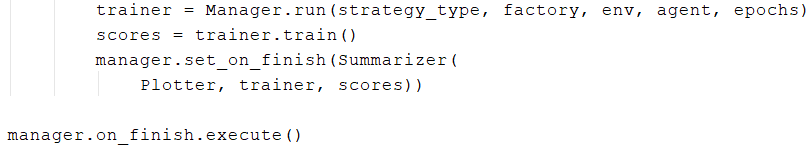 trainer = Manager.run(strategy_type, factory, env, agent, epochs)
scores = trainer.train()
manager.set_on_finish(Summarizer(
Plotter, trainer, scores))
manager.on_finish.execute()